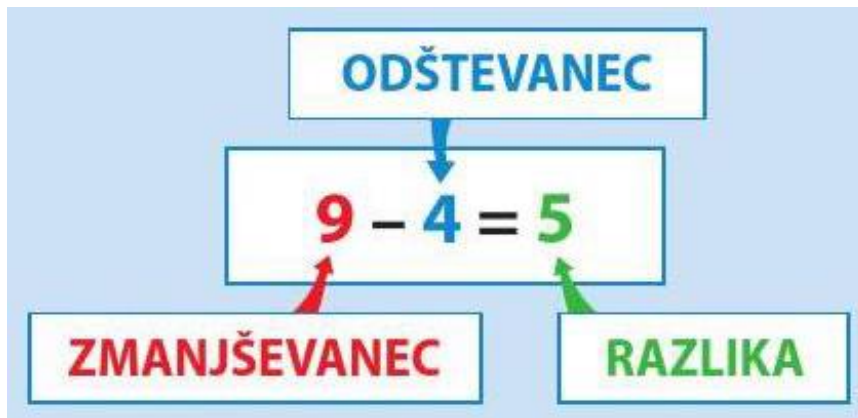 ODŠTEVANEC
9 – 4 = 5
ZMANJŠEVANEC
RAZLIKA